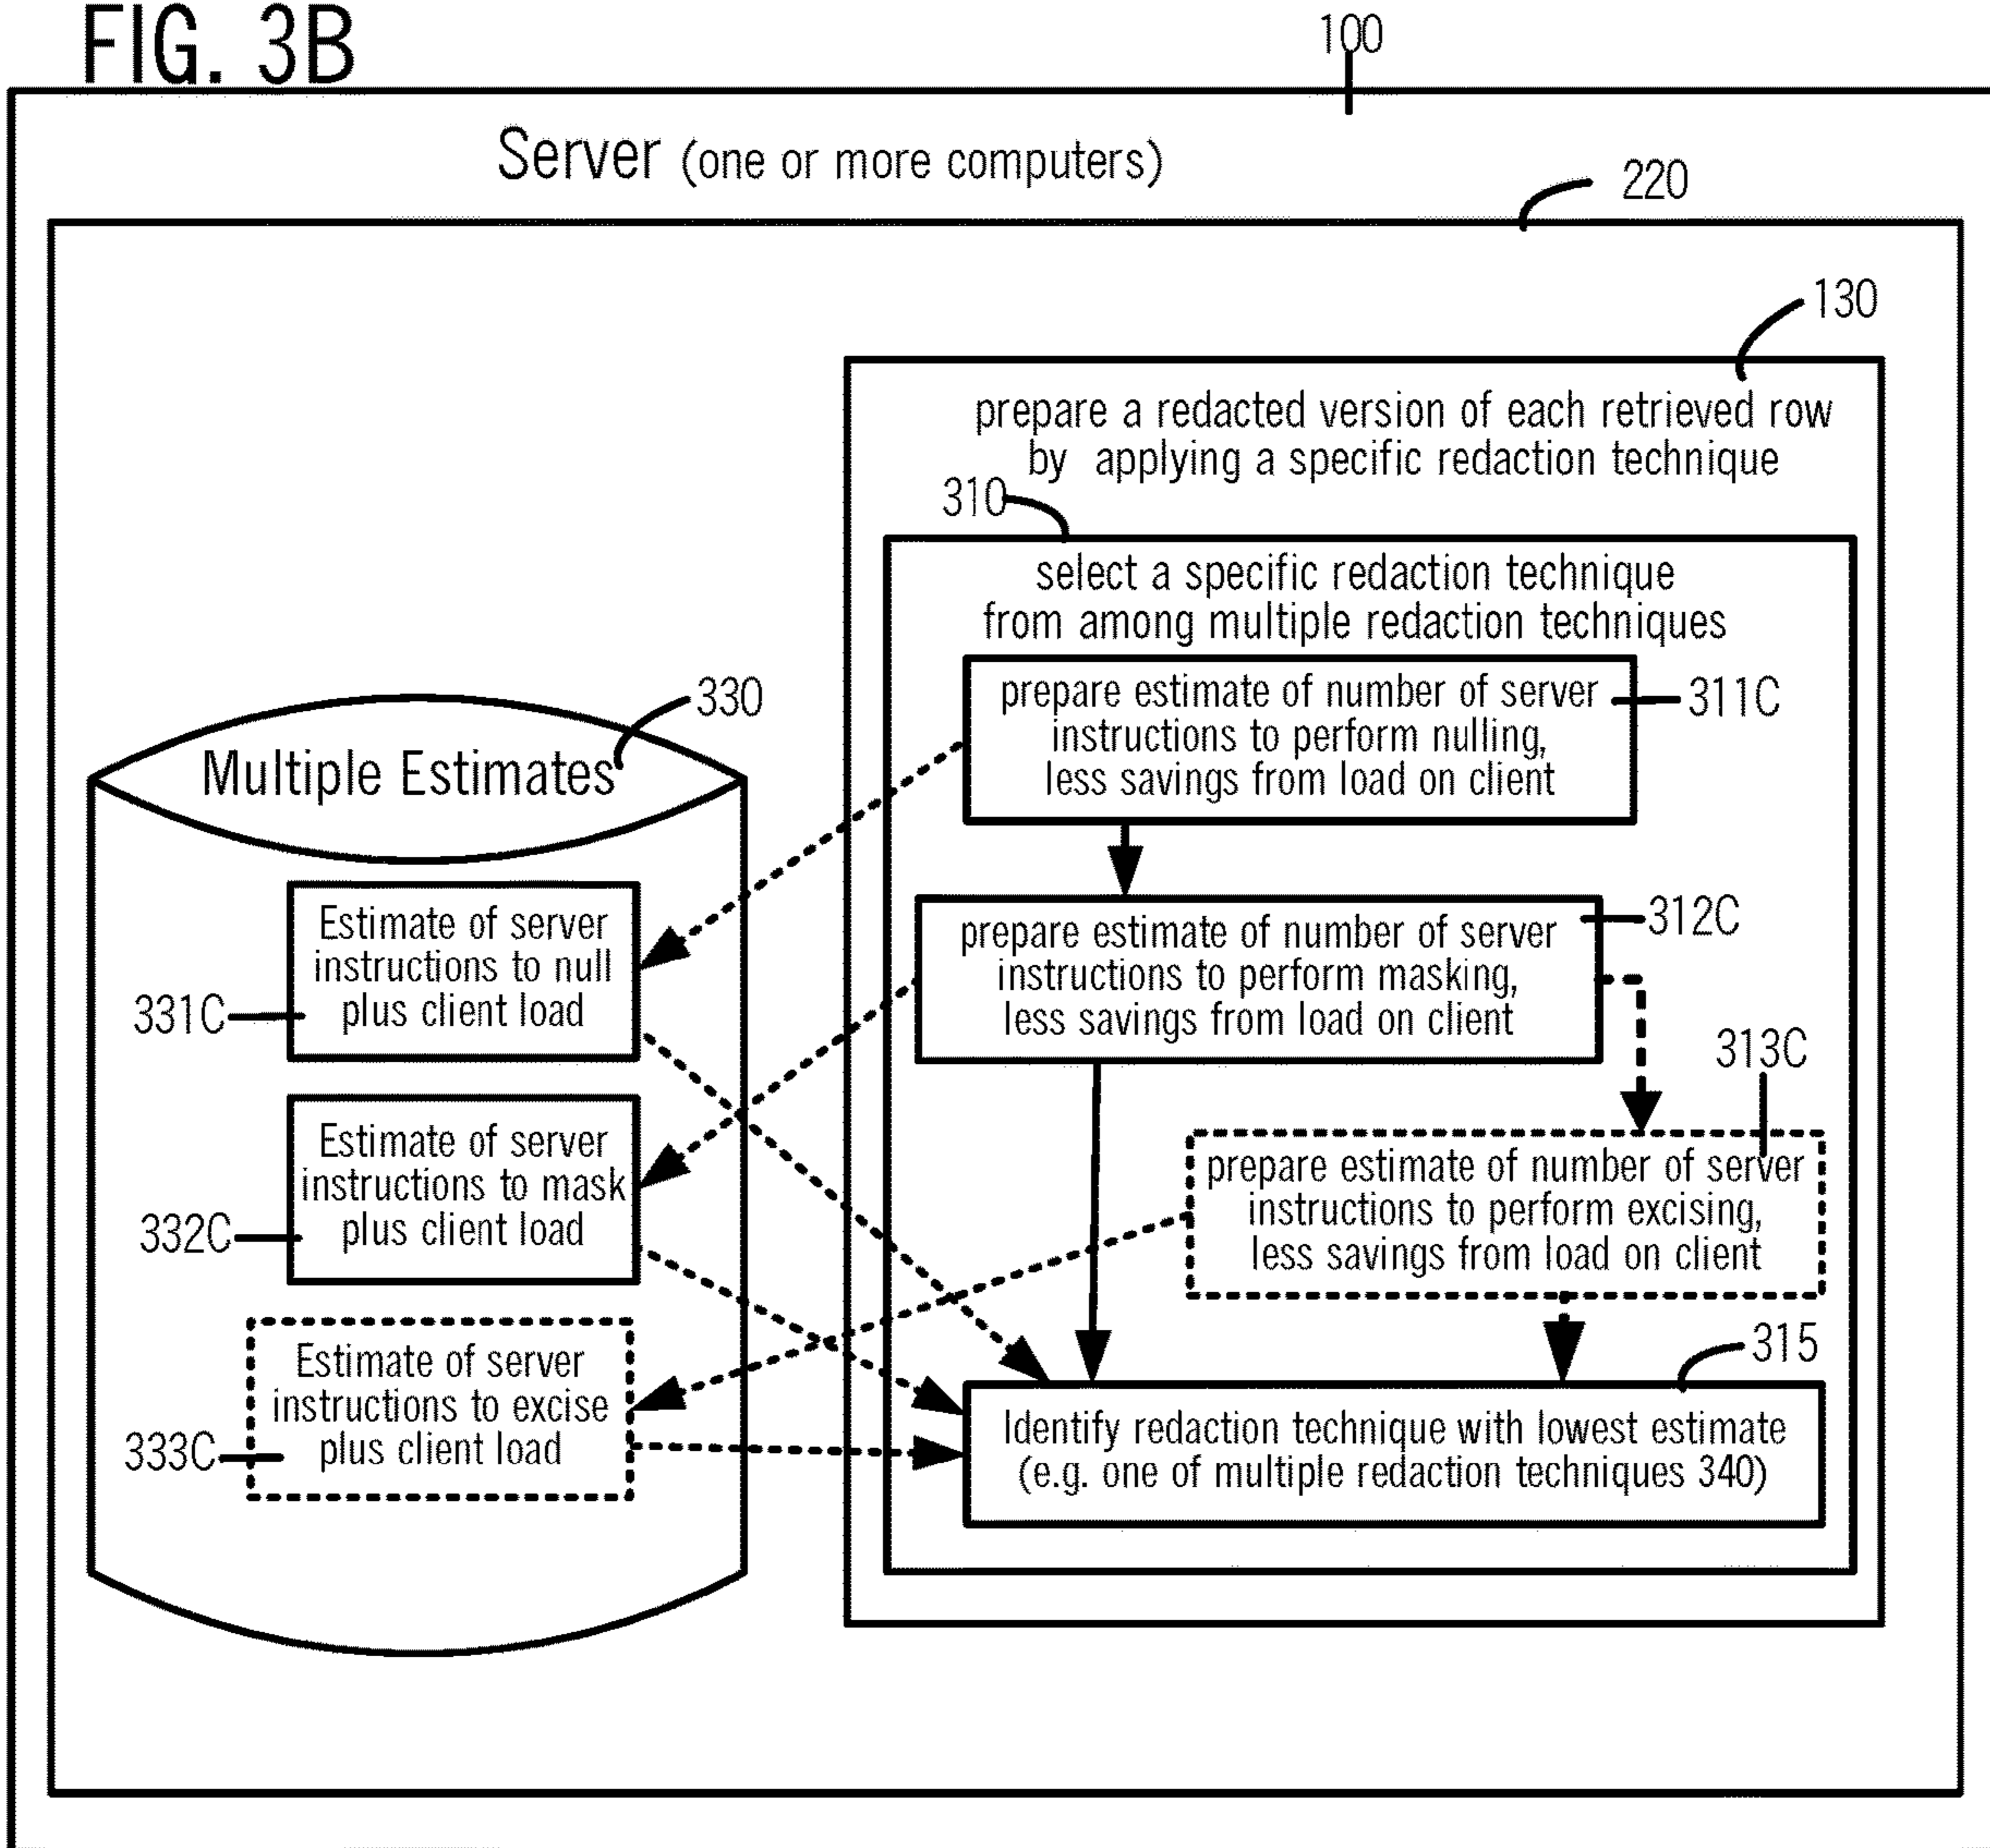 FIG. 3B
100
Server (one or more computers)
220
130
prepare a redacted version of each retrieved row
by applying a specific redaction technique
310
select a specific redaction technique
from among multiple redaction techniques
330
Multiple Estimates
prepare estimate of number of server
instructions to perform nulling,
less savings from load on client
311C
Estimate of server
instructions to null
plus client load
331C
prepare estimate of number of server
instructions to perform masking,
less savings from load on client
312C
313C
Estimate of server
instructions to mask
plus client load
332C
prepare estimate of number of server
instructions to perform excising,
less savings from load on client
315
Estimate of server
instructions to excise
plus client load
333C
Identify redaction technique with lowest estimate
(e.g. one of multiple redaction techniques 340)